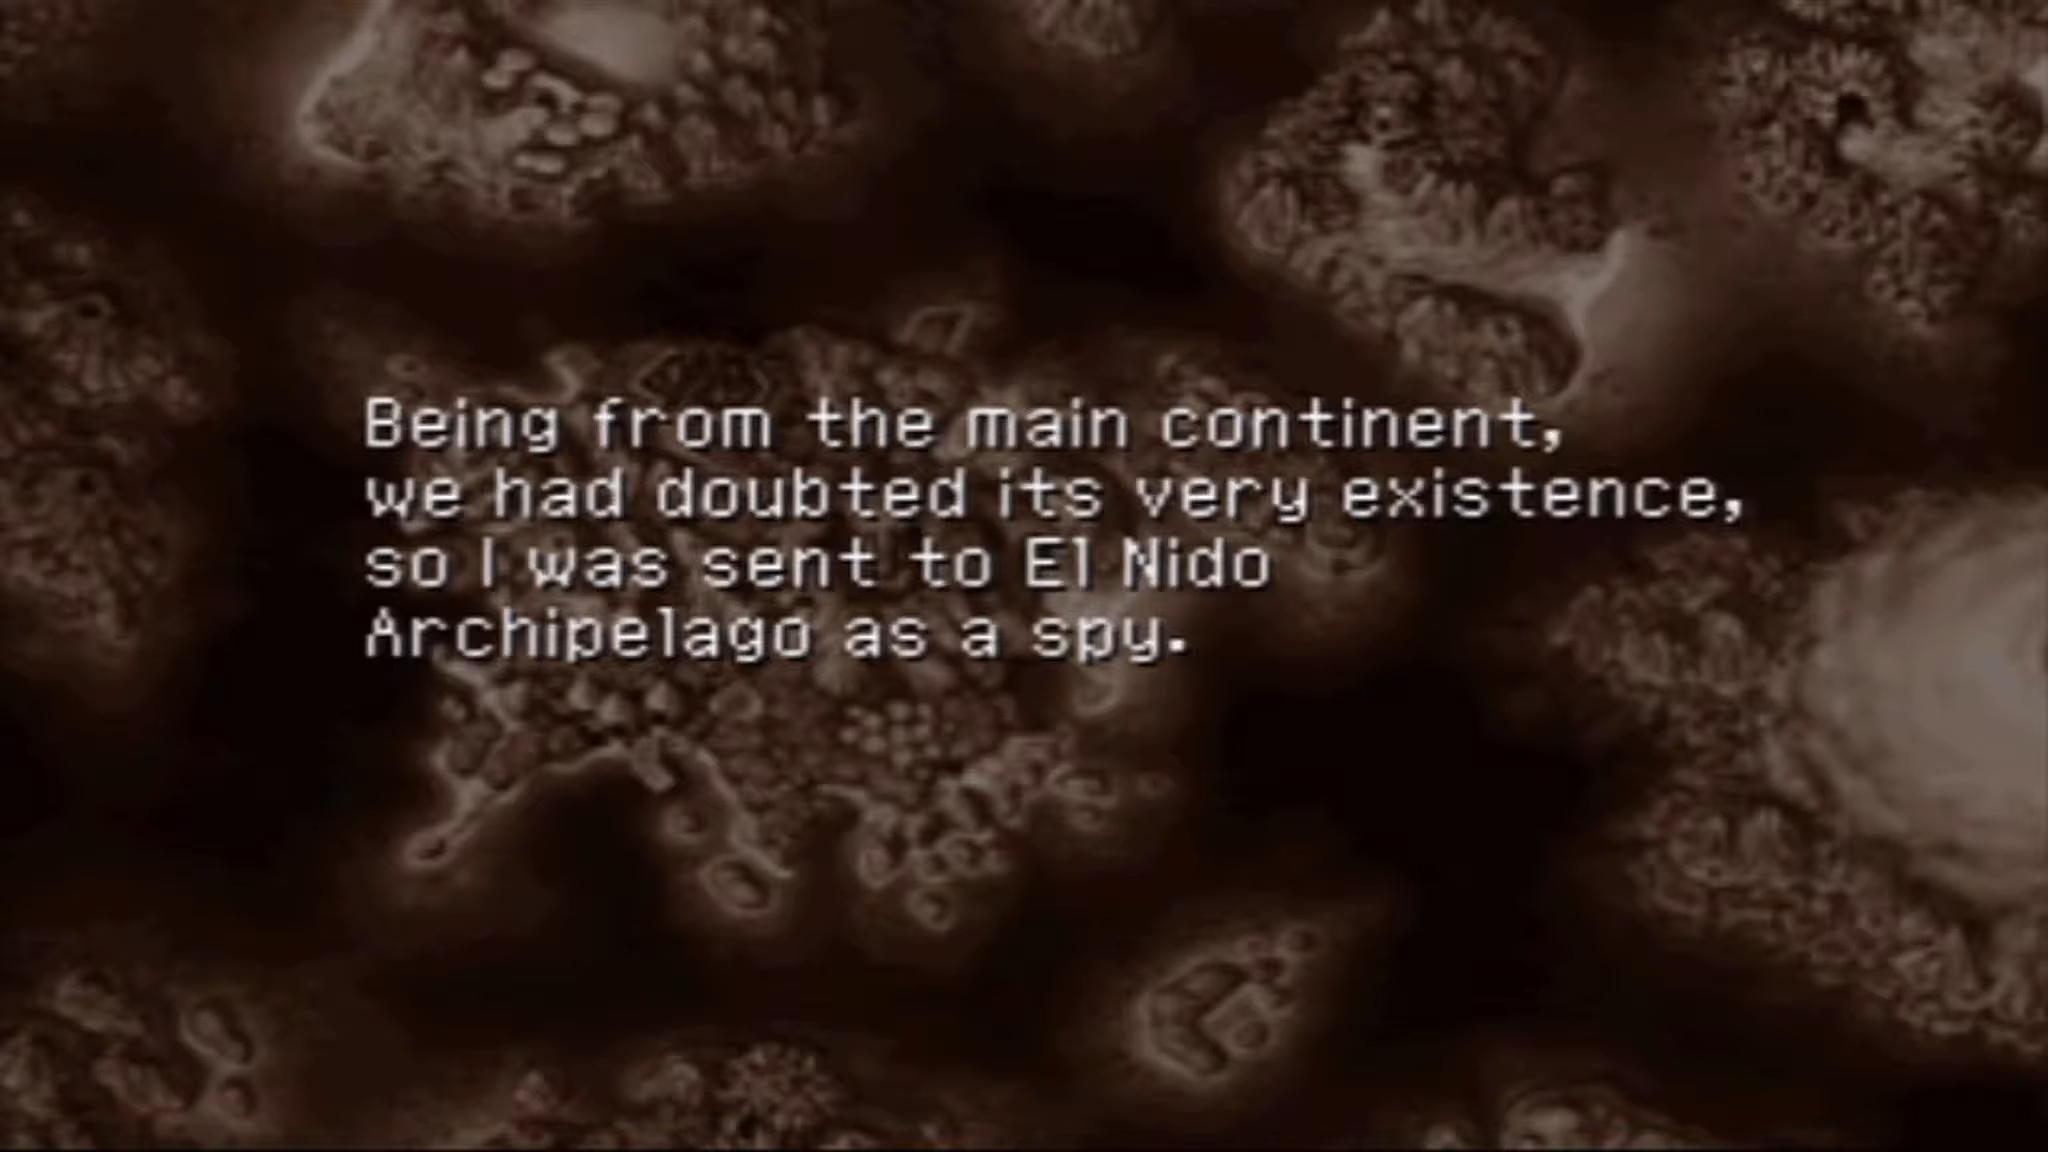 Being from the main continent,
we had doubted its very existence,
so I was sent to El Nido
Archipelago as a spy.